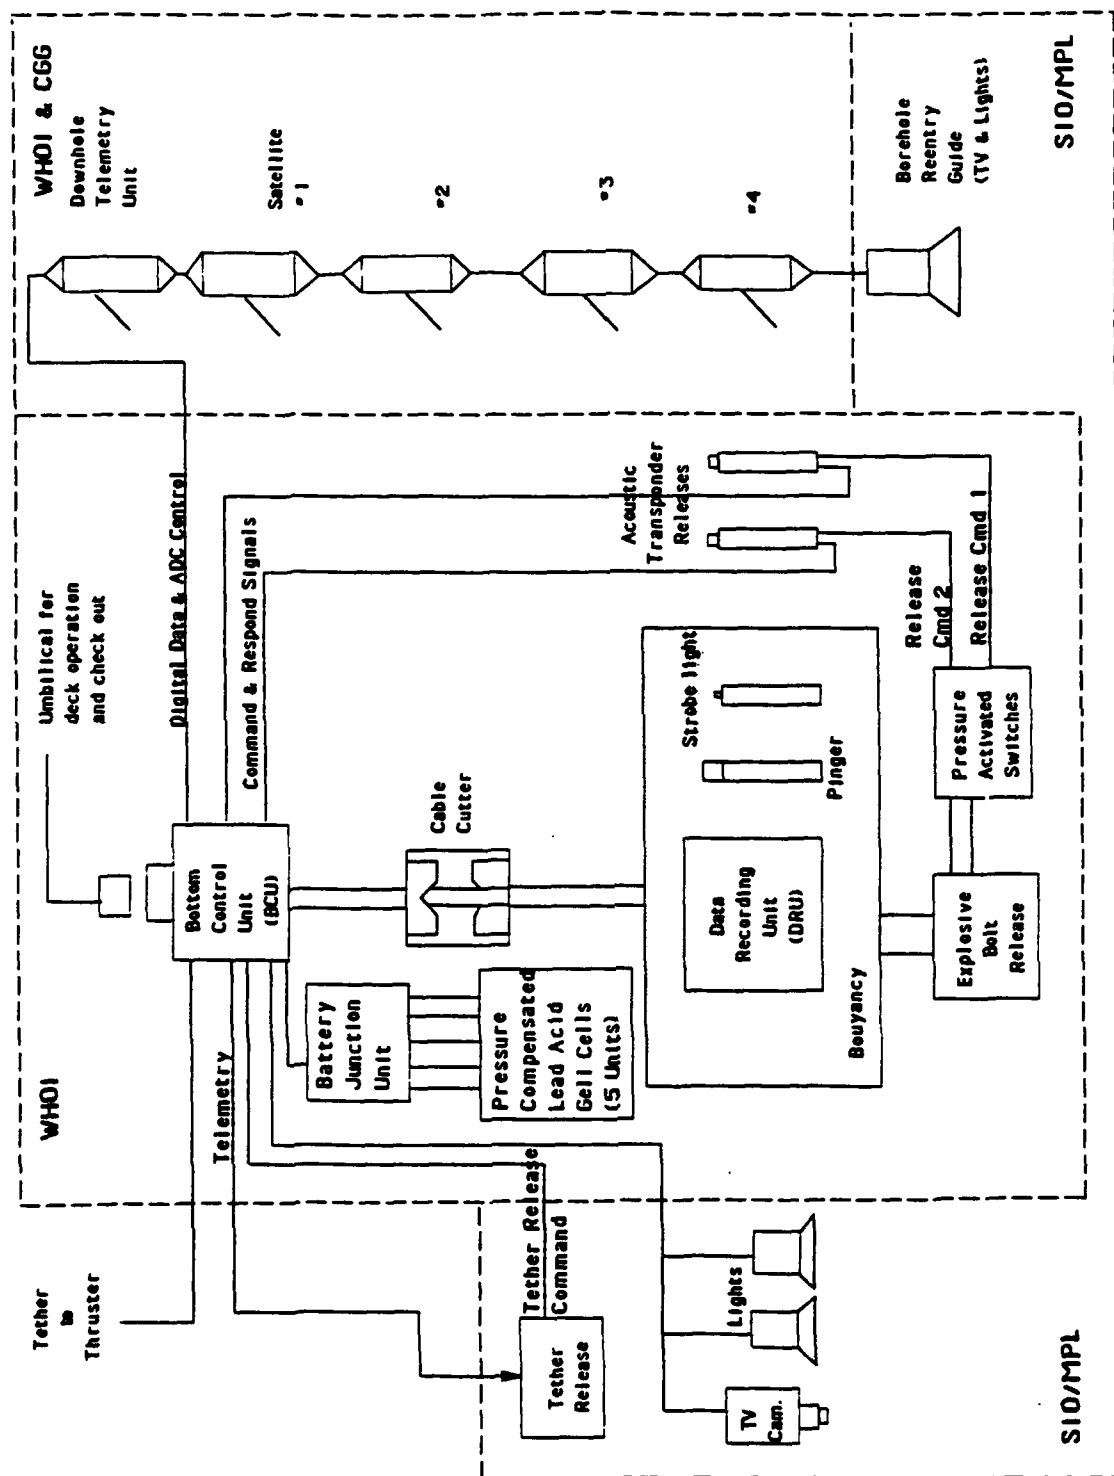 Tether
to
Thruster
WHOI
Umbilical for
deck operation
and check out
WHOI & CGG
Downhole
Telemetry
Unit
Telemetry
Bottom
Control
Unit
(BCU)
Digital Data & ADC Control
Command & Respond Signals
Satellite
#1
#2
#3
#4
Battery
Junction
Unit
Cable
Cutter
Pressure
Compensated
Lead Acid
Gell Cells
(5 Units)
Acoustic
Transponder
Releases
Tether Release
Command
Tether
Release
Data
Recording
Unit
(DRU)
Strobe light
Pinger
Bouyancy
Release
Cmd 2
Release Cmd 1
Borehole
Reentry
Guide
(TV & Lights)
Lights
TV
Cam.
Explosive
Bolt
Release
Pressure
Activated
Switches
SIO/MPL
SIO/MPL